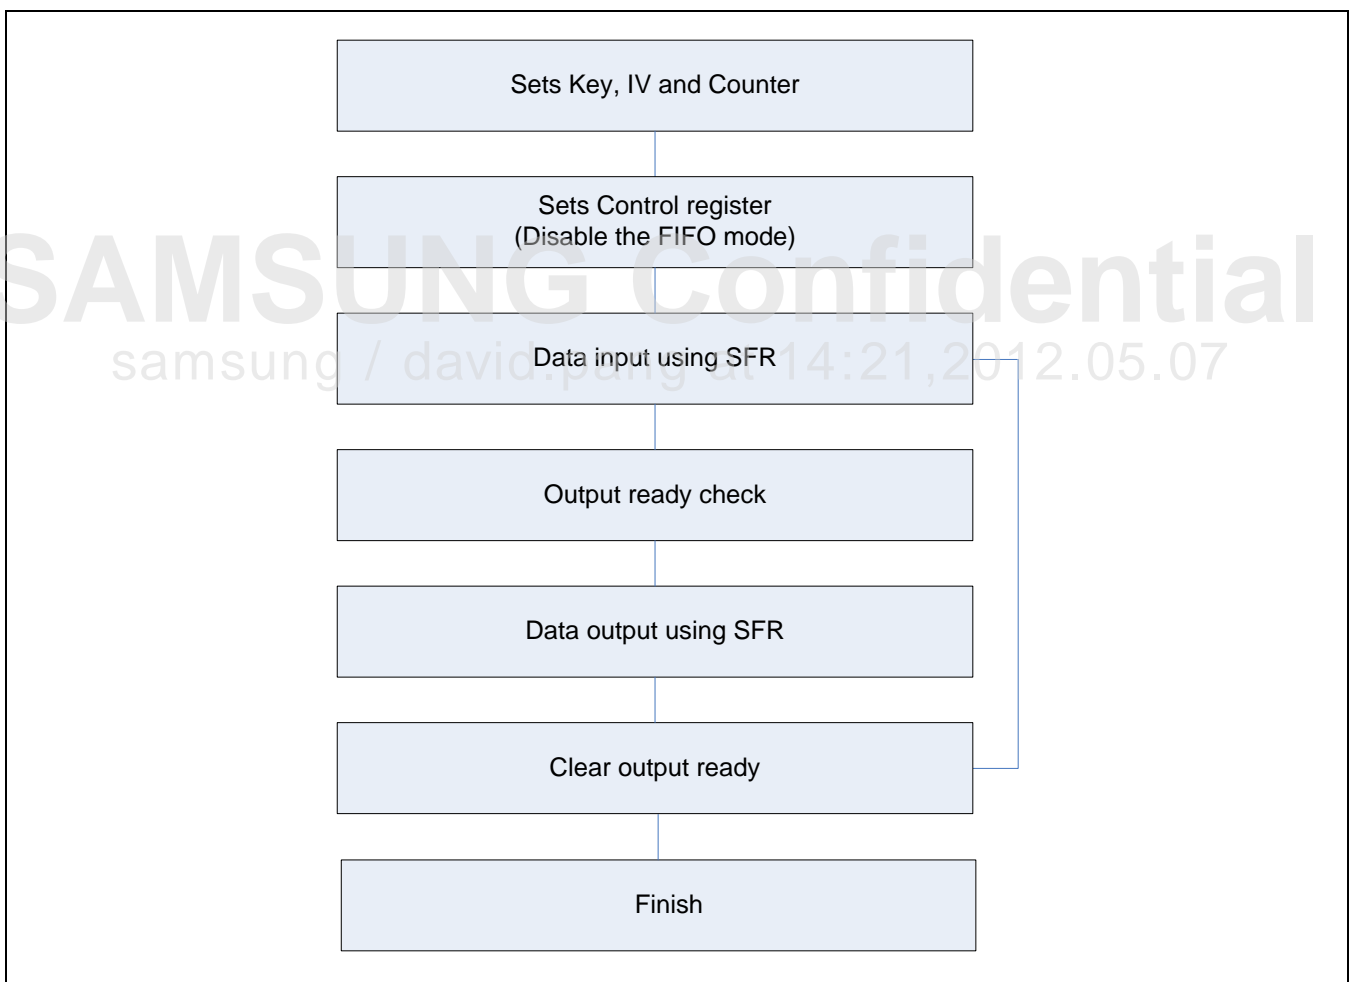 Sets Key, IV and Counter
Sets Control register
(Disable the FIFO mode)
SAMSUNG Confidential
Data input using SFR
samsung / david.pang at 14:21,2012.05.07
Output ready check
Data output using SFR
Clear output ready
Finish